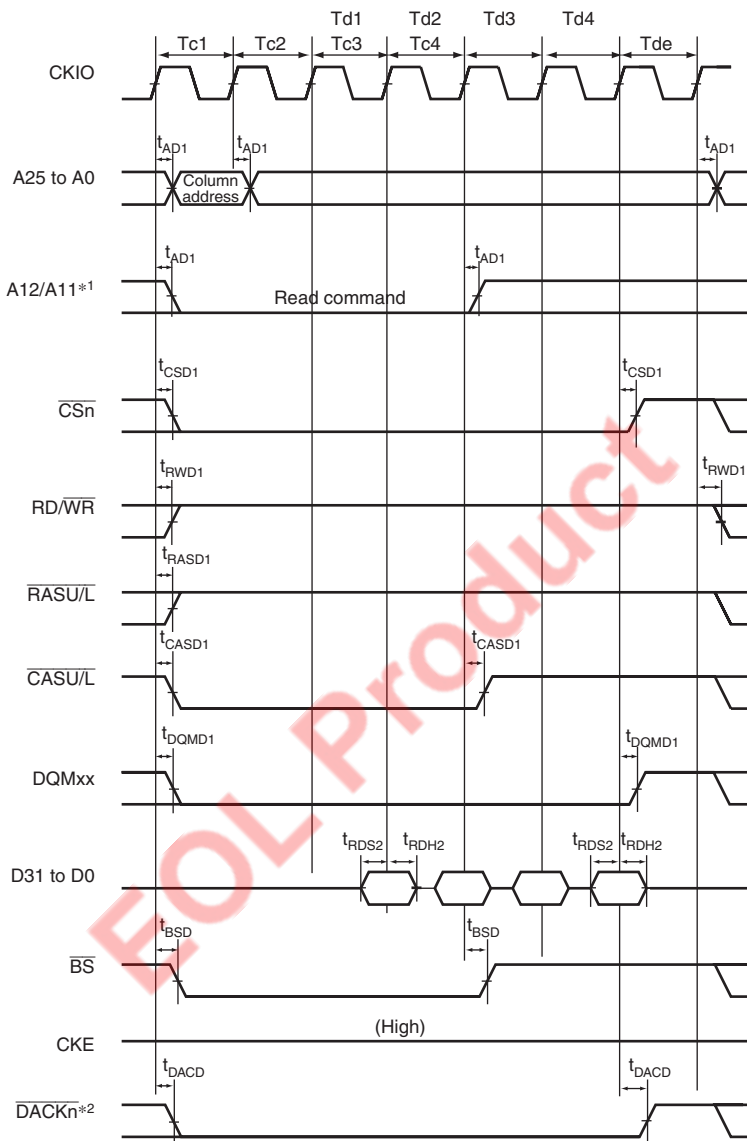 Td1 Td2 Td3 Td4
Tc1 Tc2 Tc3 Tc4 Tde
CKIO
tAD1 tAD1 tAD1
A25 to A0
Column
address
tAD1 tAD1
A12/A11*1
Read command
tCSD1 tCSD1
CSn
tRWD1 tRWD1
RD/WR
tRASD1
RASU/L
tCASD1 tCASD1
CASU/L
tDQMD1 tDQMD1
DQMxx
tRDS2 tRDH2 tRDS2 tRDH2
D31 to D0
tBSD tBSD
BS
(High)
CKE
tDACD tDACD
DACKn*2
EOL Product